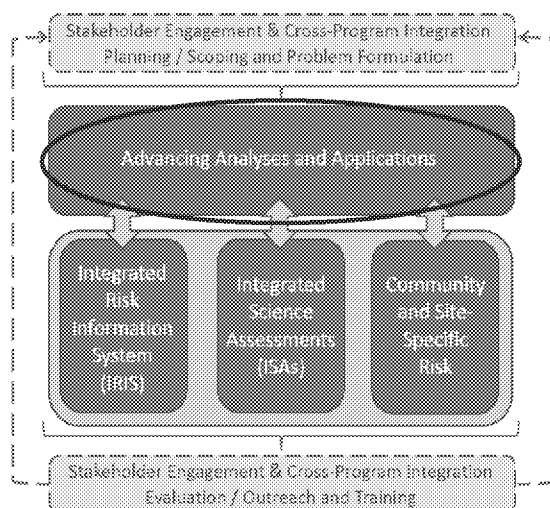 Stakeholder Engagement & Cross-Program Integration
Planning / Scoping and Problem Formulation
Advancing Analyses and Applications
Integrated
Risk
Information
System
(IRIS)
Integrated
Science
Assessments
(ISAs)
Community
and Site-
Specific
Risk
Stakeholder Engagement & Cross-Program Integration
Evaluation / Outreach and Training